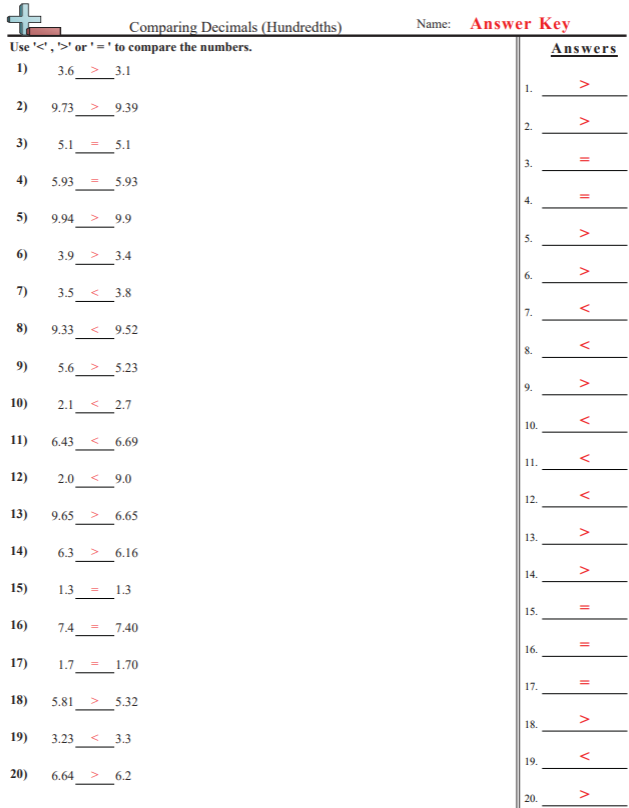 Comparing Decimals (Hundredths) Name: Answer Key
Use '<' , '>' or ' = ' to compare the numbers.
1) 3.6 > 3.1
2) 9.73 > 9.39
3) 5.1 = 5.1
4) 5.93 = 5.93
5) 9.94 > 9.9
6) 3.9 > 3.4
7) 3.5 < 3.8
8) 9.33 < 9.52
9) 5.6 > 5.23
10) 2.1 < 2.7
11) 6.43 < 6.69
12) 2.0 < 9.0
13) 9.65 > 6.65
14) 6.3 > 6.16
15) 1.3 = 1.3
16) 7.4 = 7.40
17) 1.7 = 1.70
18) 5.81 > 5.32
19) 3.23 < 3.3
20) 6.64 > 6.2
Answers
1. >
2. >
3. =
4. =
5. >
6. >
7. <
8. <
9. >
10. <
11. <
12. <
13. >
14. >
15. =
16. =
17. =
18. >
19. <
20. >